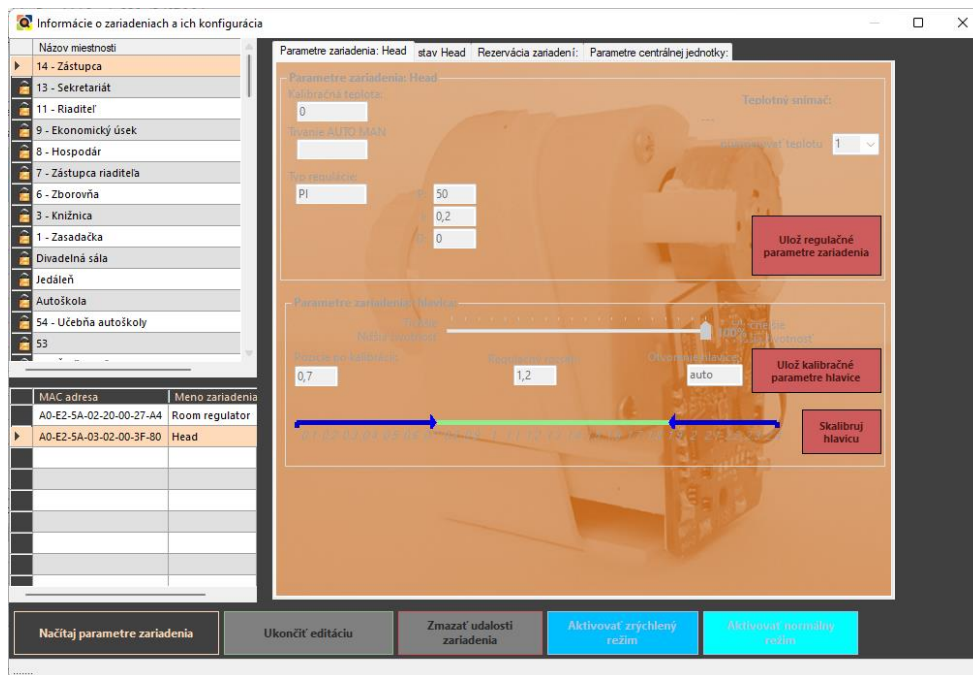 Informácie o zariadeniach a ich konfigurácia
Názov miestnosti
14 - Zástupca
13 - Sekretariát
11 - Riaditeľ
9 - Ekonomický úsek
8 - Hospodár
7 - Zástupca riaditeľa
6 - Zborovňa
3 - Knižnica
1 - Zasadačka
Divadelná sála
Jedáleň
Autoškola
54 - Učebňa autoškoly
53
MAC adresa Meno zariadenia
A0-E2-5A-02-20-00-27-A4 Room regulator
A0-E2-5A-03-02-00-3F-80 Head
Parametre zariadenia: Head stav Head Rezervácia zariadení: Parametre centrálnej jednotky:
Parametre zariadenia: Head
Kalibračná teplota:
0
Trvanie AUTO MAN
Teplotný snímač:
teplotu 1
Typ regulácie:
PI
50
0,2
0
Ulož regulačné
parametre zariadenia
Parametre zariadenia: hlavica
100%
0,7
1,2
auto
Ulož kalibračné
parametre hlavice
Skalibruj
hlavicu
Načítaj parametre zariadenia
Ukončiť editáciu
Zmazať udalosti
zariadenia
Aktivovať zrýchlený
režim
Aktivovať normálny
režim